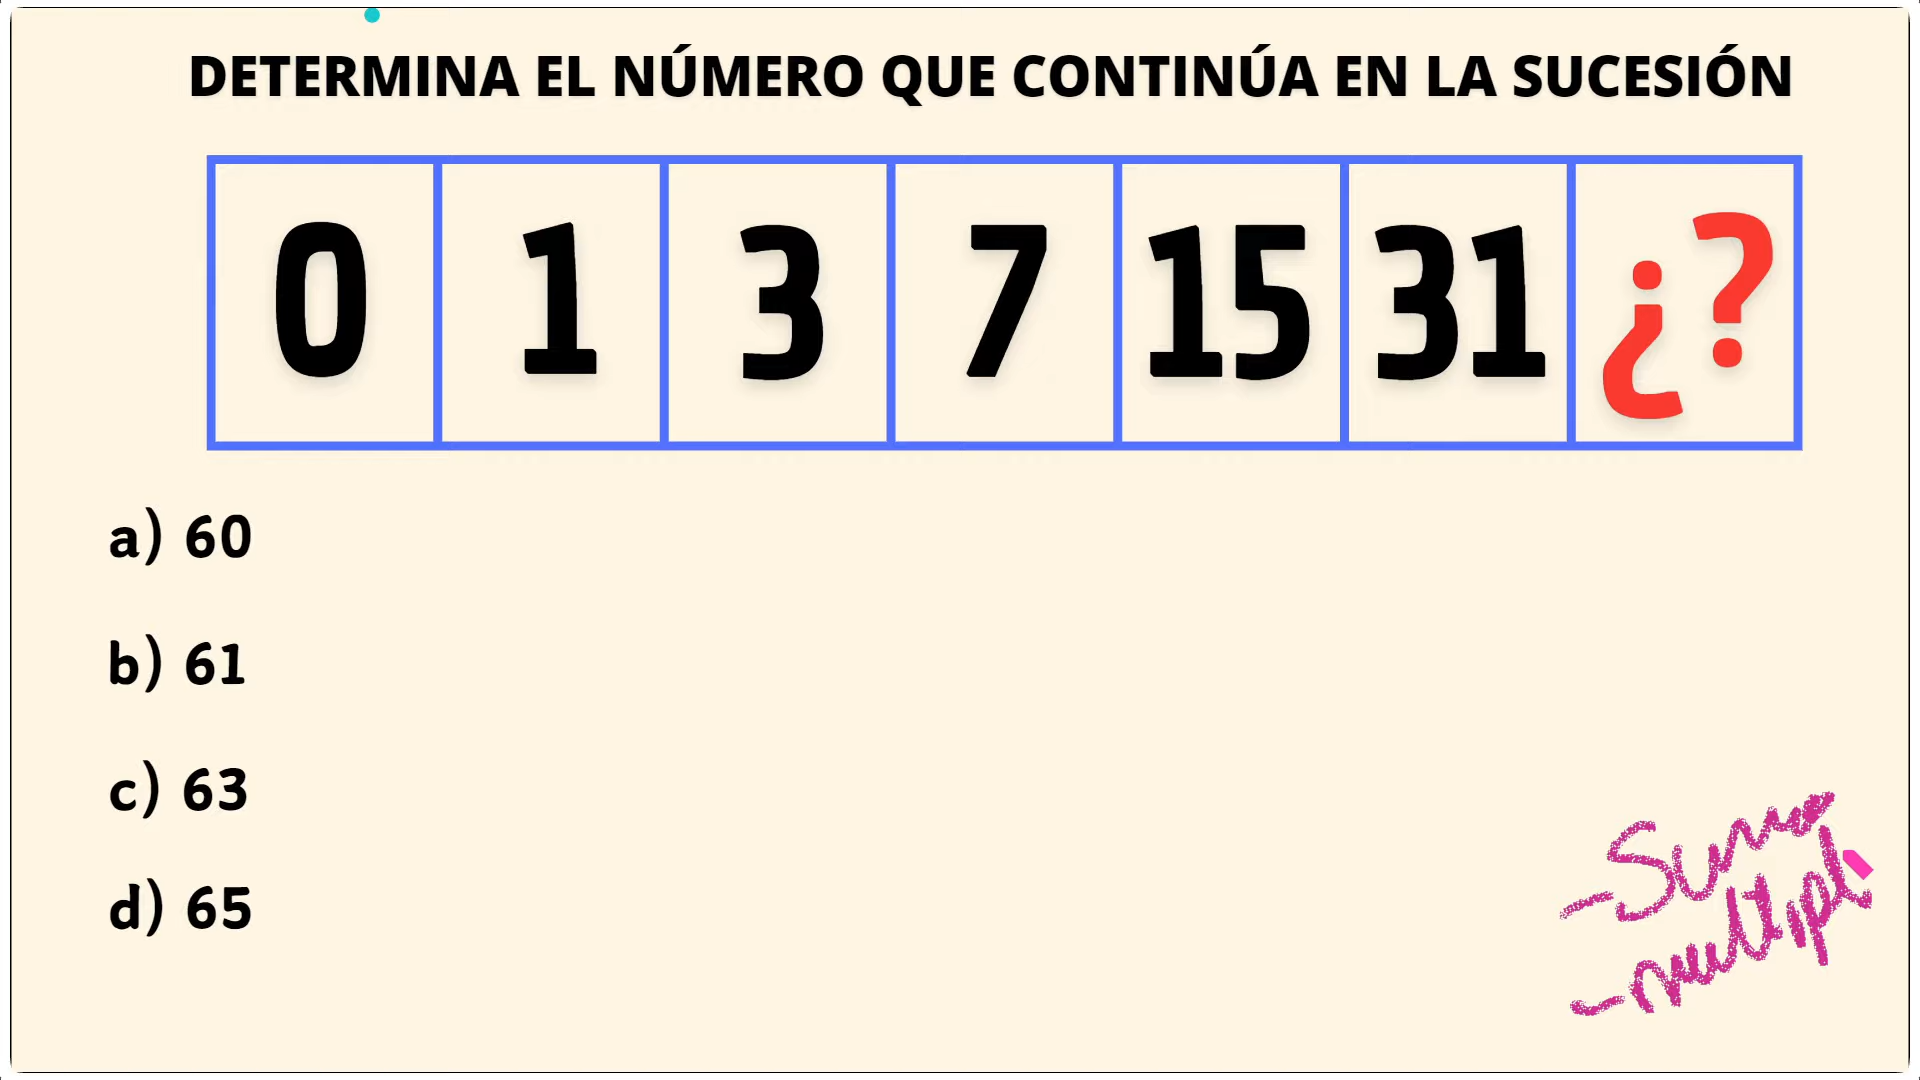 DETERMINA EL NÚMERO QUE CONTINÚA EN LA SUCESIÓN
0 1 3 7 15 31 ¿?
a) 60
b) 61
c) 63
d) 65
-Suma
-multipl